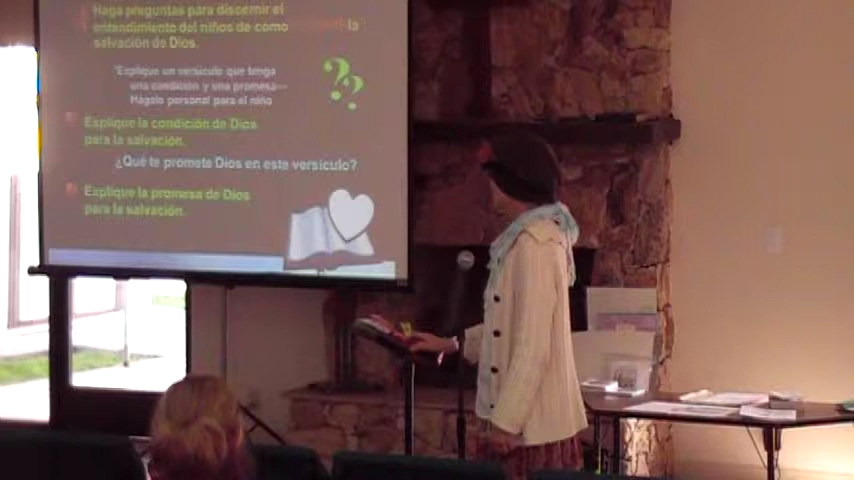 Haga preguntas para discernir el
entendimiento del niños de como la
salvación de Dios.
"Explique un versículo que tenga
una condición y una promesa—
Hágalo personal para el niño
Explique la condición de Dios
para la salvación.
¿Qué te promete Dios en este versículo?
Explique la promesa de Dios
para la salvación.
??